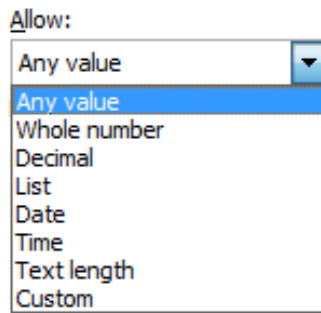 Allow:
Any value
Any value
Whole number
Decimal
List
Date
Time
Text length
Custom